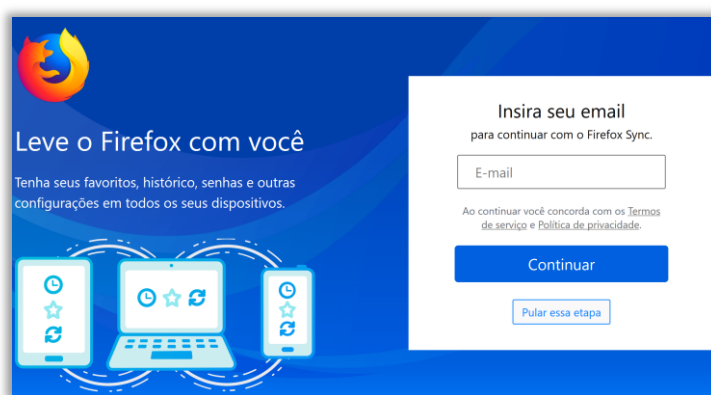 Leve o Firefox com você
Tenha seus favoritos, histórico, senhas e outras
configurações em todos os seus dispositivos.
Insira seu email
para continuar com o Firefox Sync.
E-mail
Ao continuar você concorda com os Termos
de serviço e Política de privacidade.
Continuar
Pular essa etapa